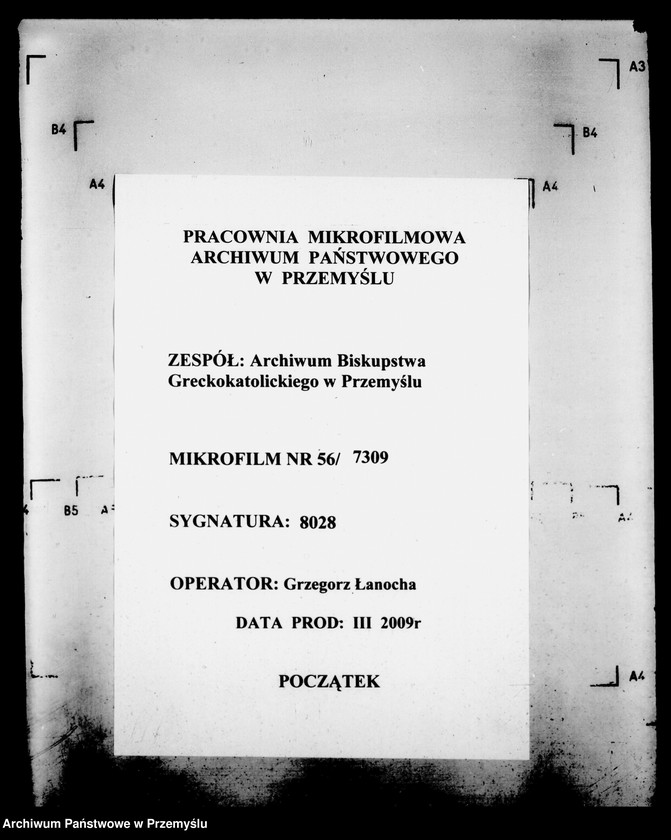 A3
B4
B4
A4
A4
PRACOWNIA MIKROFILMOWA
ARCHIWUM PAŃSTWOWEGO
W PRZEMYŚLU
ZESPÓŁ: Archiwum Biskupstwa
Greckokatolickiego w Przemyślu
MIKROFILM NR 56/ 7309
B5
SYGNATURA: 8028
OPERATOR: Grzegorz Łanocha
DATA PROD: III 2009r
A4
POCZĄTEK
Archiwum Państwowe w Przemyślu